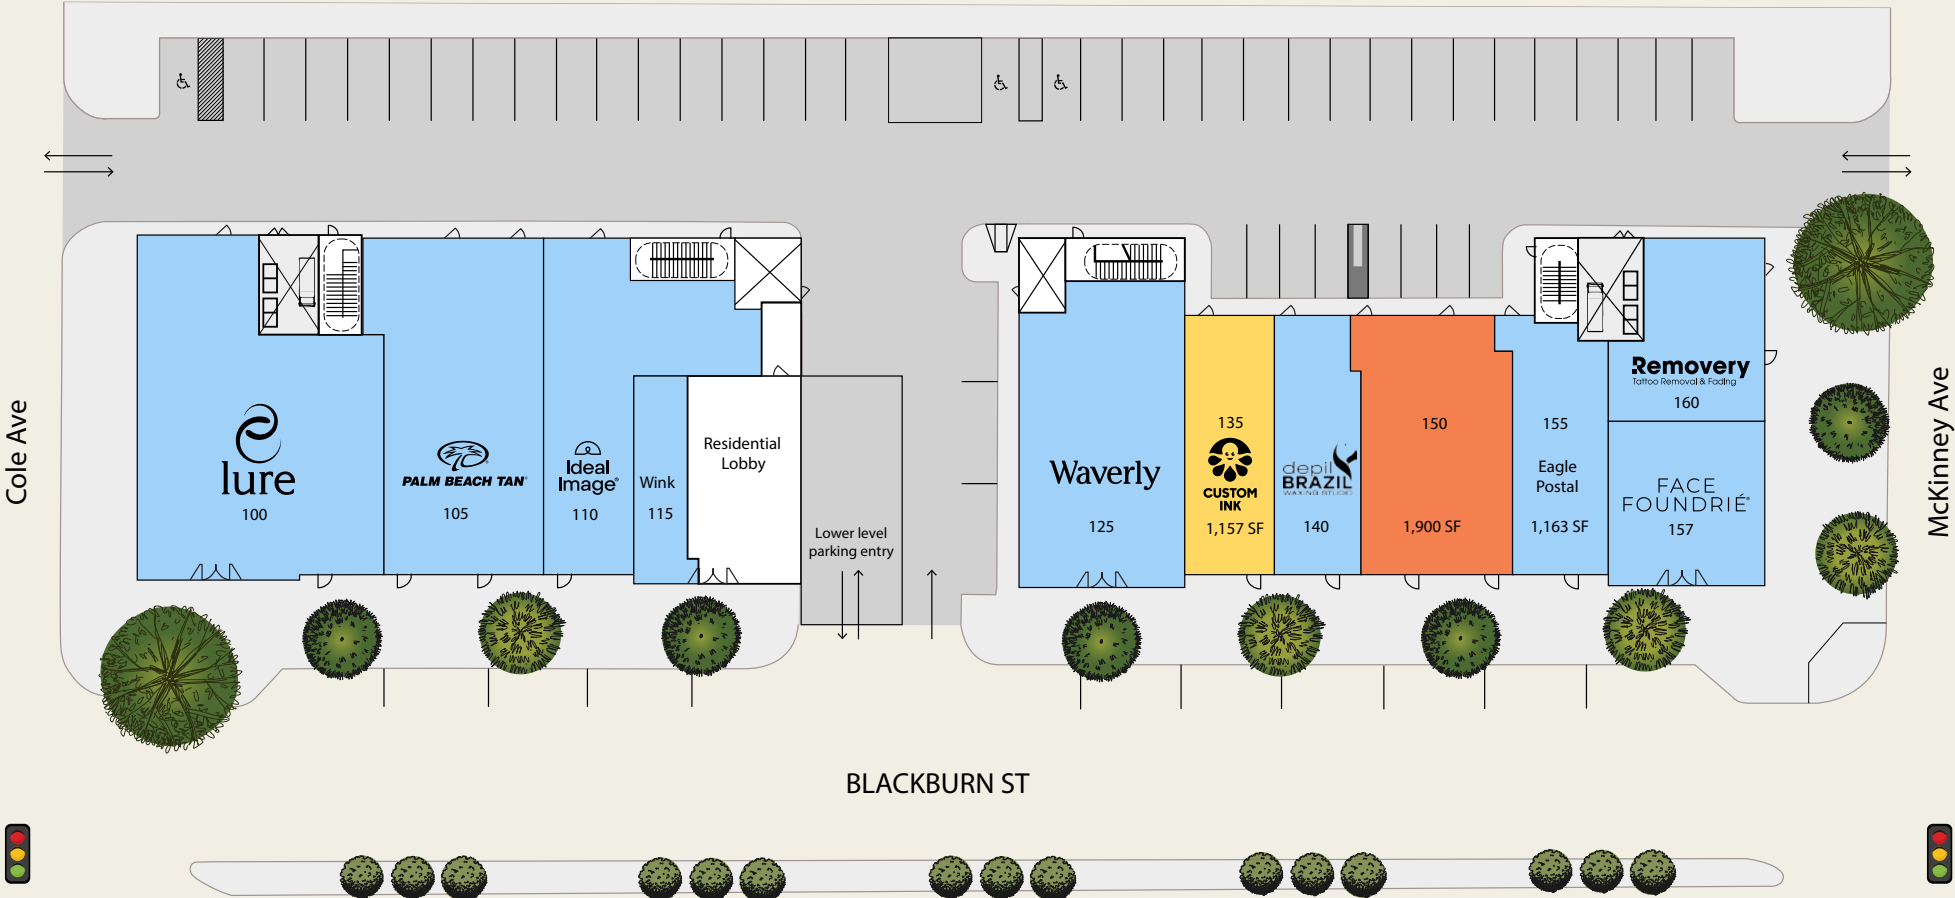 Cole Ave
lure
100
PALM BEACH TAN
105
Ideal
Image
110
Wink
115
Residential
Lobby
Lower level
parking entry
Waverly
125
135
CUSTOM
INK
1,157 SF
depil
BRAZIL
WAXING STUDIO
140
150
1,900 SF
155
Eagle
Postal
1,163 SF
Removery
Tattoo Removal & Fading
160
FACE
FOUNDRIÉ
157
McKinney Ave
BLACKBURN ST